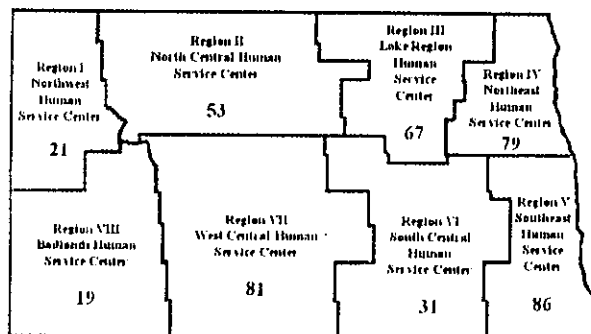 Region I
Northwest
Human
Service Center
21
Region II
North Central Human
Service Center
53
Region III
Lake Region
Human
Service
Center
67
Region IV
Northeast
Human
Service Center
79
Region VIII
Badlands Human
Service Center
19
Region VII
West Central Human
Service Center
81
Region VI
South Central
Human
Service Center
31
Region V
Southeast
Human
Service
Center
86